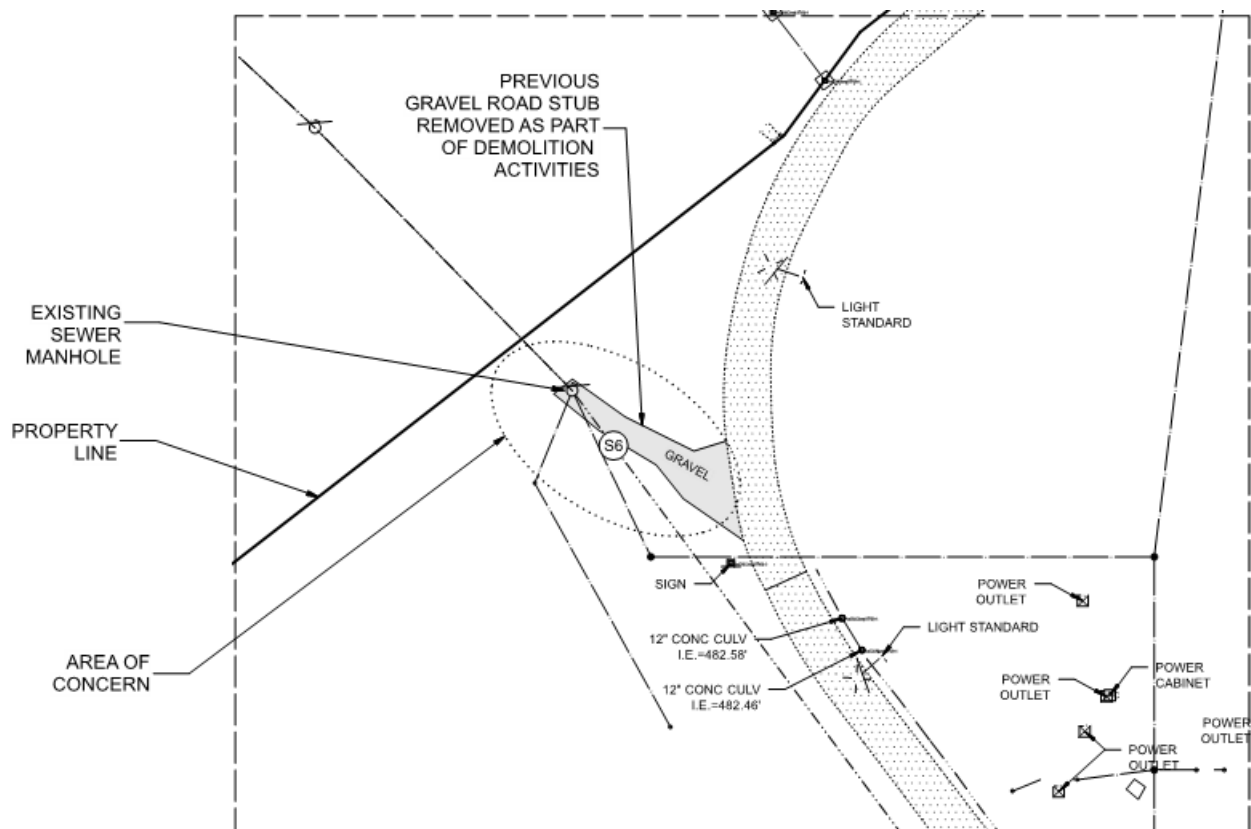 PREVIOUS
GRAVEL ROAD STUB
REMOVED AS PART
OF DEMOLITION
ACTIVITIES
EXISTING
SEWER
MANHOLE
LIGHT
STANDARD
PROPERTY
LINE
S6
GRAVEL
AREA OF
CONCERN
SIGN
12" CONC CULV
I.E.=482.58'
12" CONC CULV
I.E.=482.46'
LIGHT STANDARD
POWER
OUTLET
POWER
OUTLET
POWER
CABINET
POWER
OUTLET
POWER
OUTLET